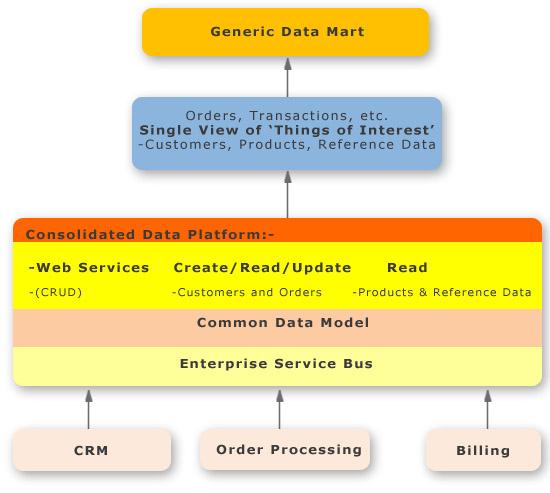 Generic Data Mart
Orders, Transactions, etc.
Single View of ‘Things of Interest’
-Customers, Products, Reference Data
Consolidated Data Platform:-
-Web Services Create/Read/Update Read
-(CRUD) -Customers and Orders -Products & Reference Data
Common Data Model
Enterprise Service Bus
CRM Order Processing Billing